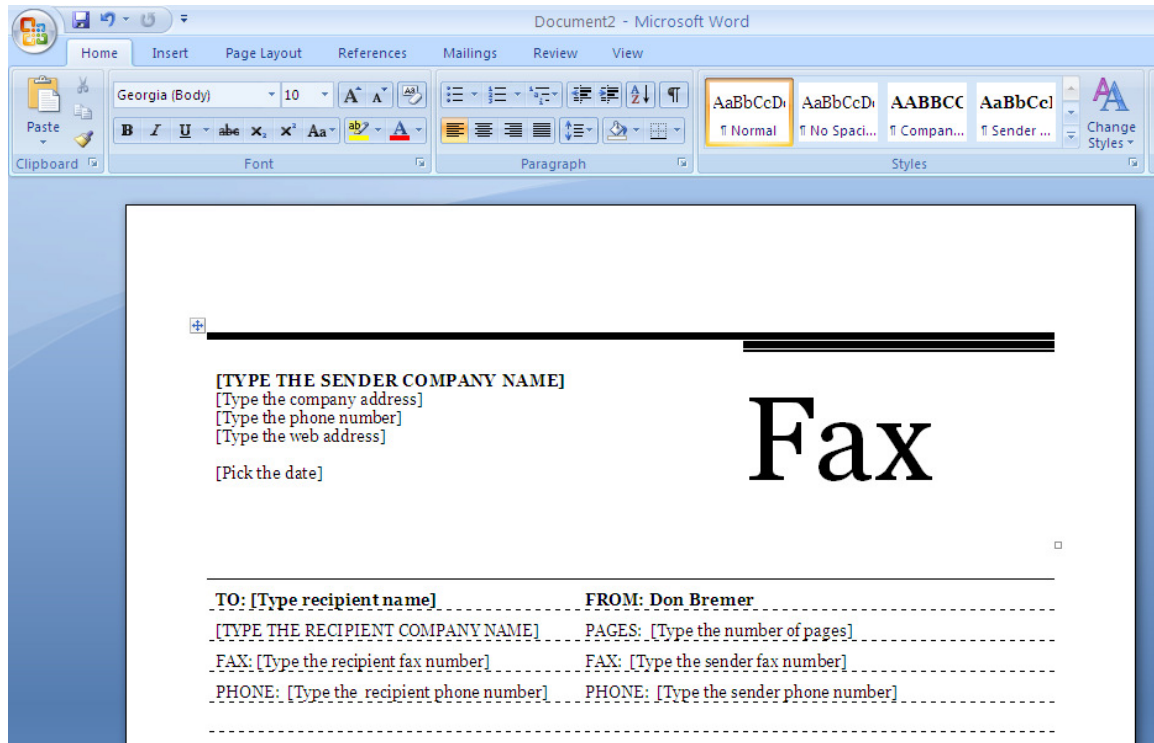 Document2 - Microsoft Word
Home Insert Page Layout References Mailings Review View
Georgia (Body) 10 A A Aa
AaBbCcD AaBbCcD AABBCC AaBbCcl
Paste
B I U abe x₂ x² Aa ab A
A Z ¶
¶ Normal ¶ No Spaci... ¶ Compan... ¶ Sender ...
Change Styles
Clipboard Font Paragraph Styles
[TYPE THE SENDER COMPANY NAME]
[Type the company address]
[Type the phone number]
[Type the web address]
[Pick the date]
Fax
TO: [Type recipient name] FROM: Don Bremer
[TYPE THE RECIPIENT COMPANY NAME] PAGES: [Type the number of pages]
FAX: [Type the recipient fax number] FAX: [Type the sender fax number]
PHONE: [Type the recipient phone number] PHONE: [Type the sender phone number]